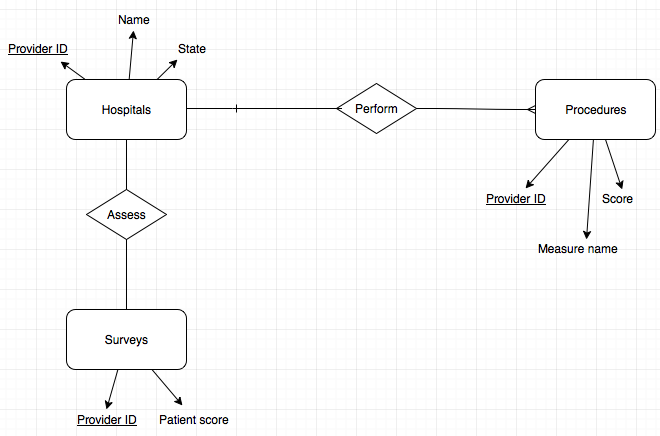 Name
Provider ID
State
Hospitals
Perform
Procedures
Provider ID
Score
Assess
Measure name
Surveys
Provider ID
Patient score